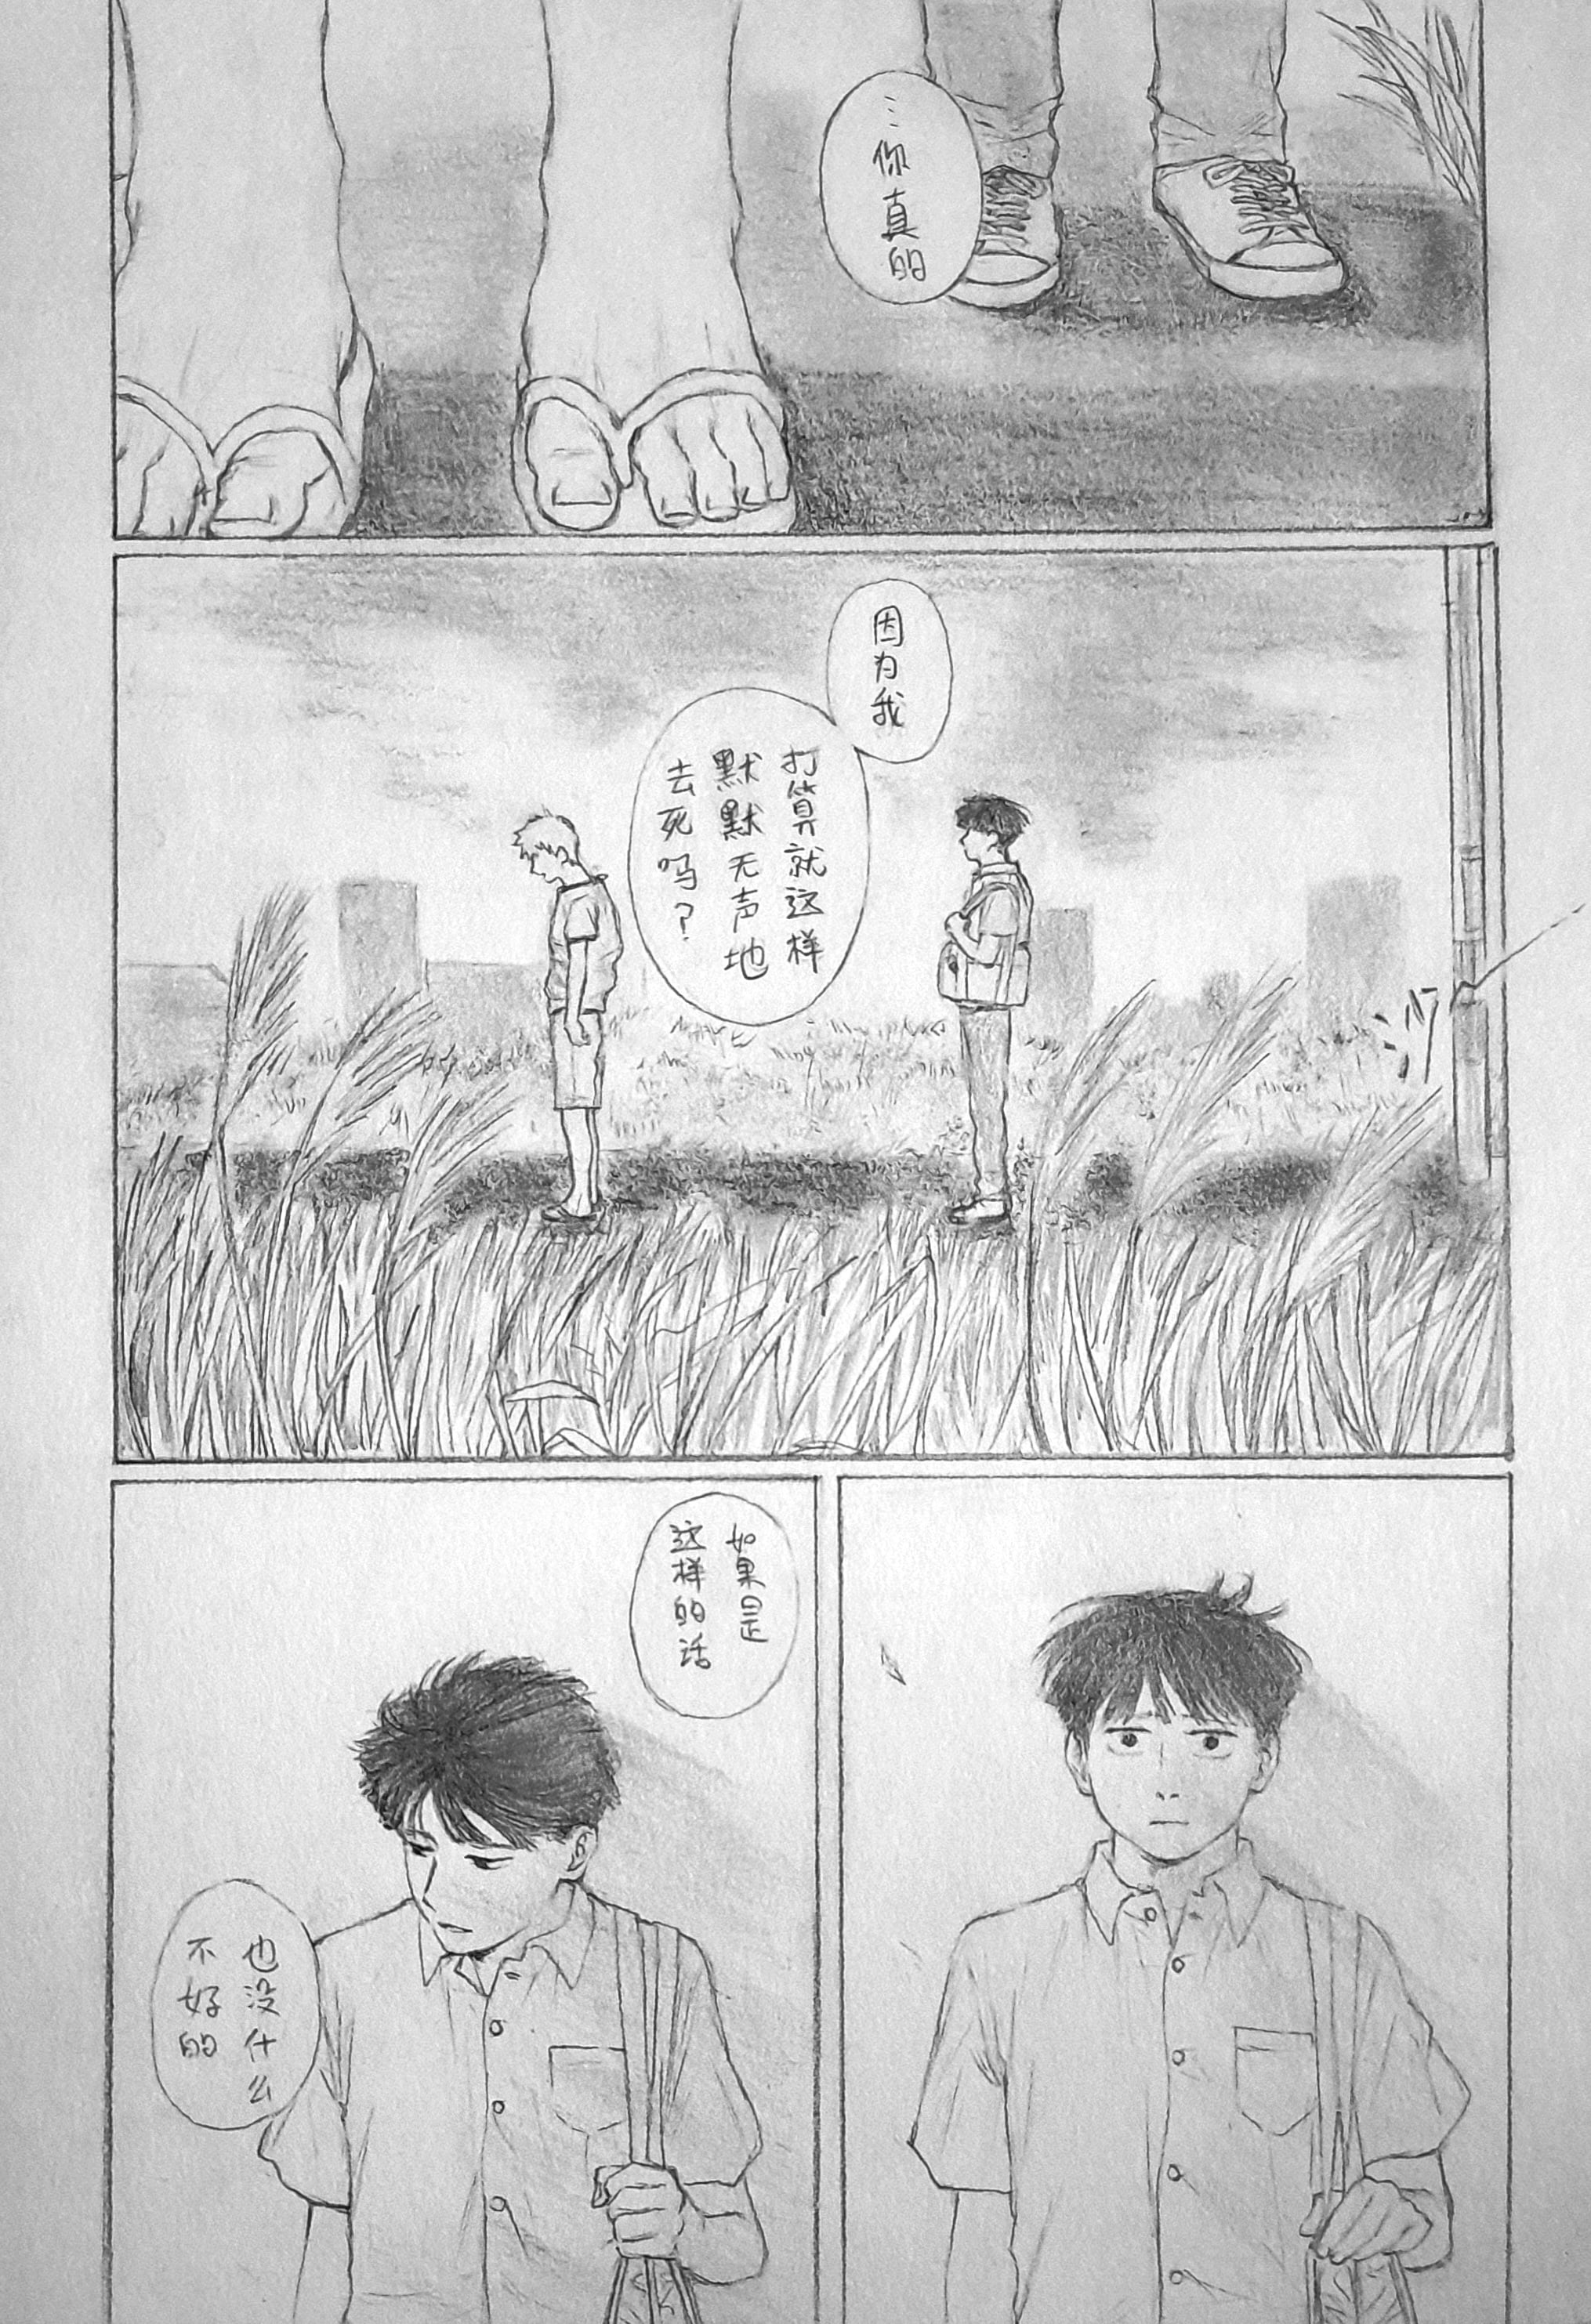 …你真的
因为我
打算就这样
默默无声地
去死吗?
沙
如果是
这样的话
也没什么
不好的